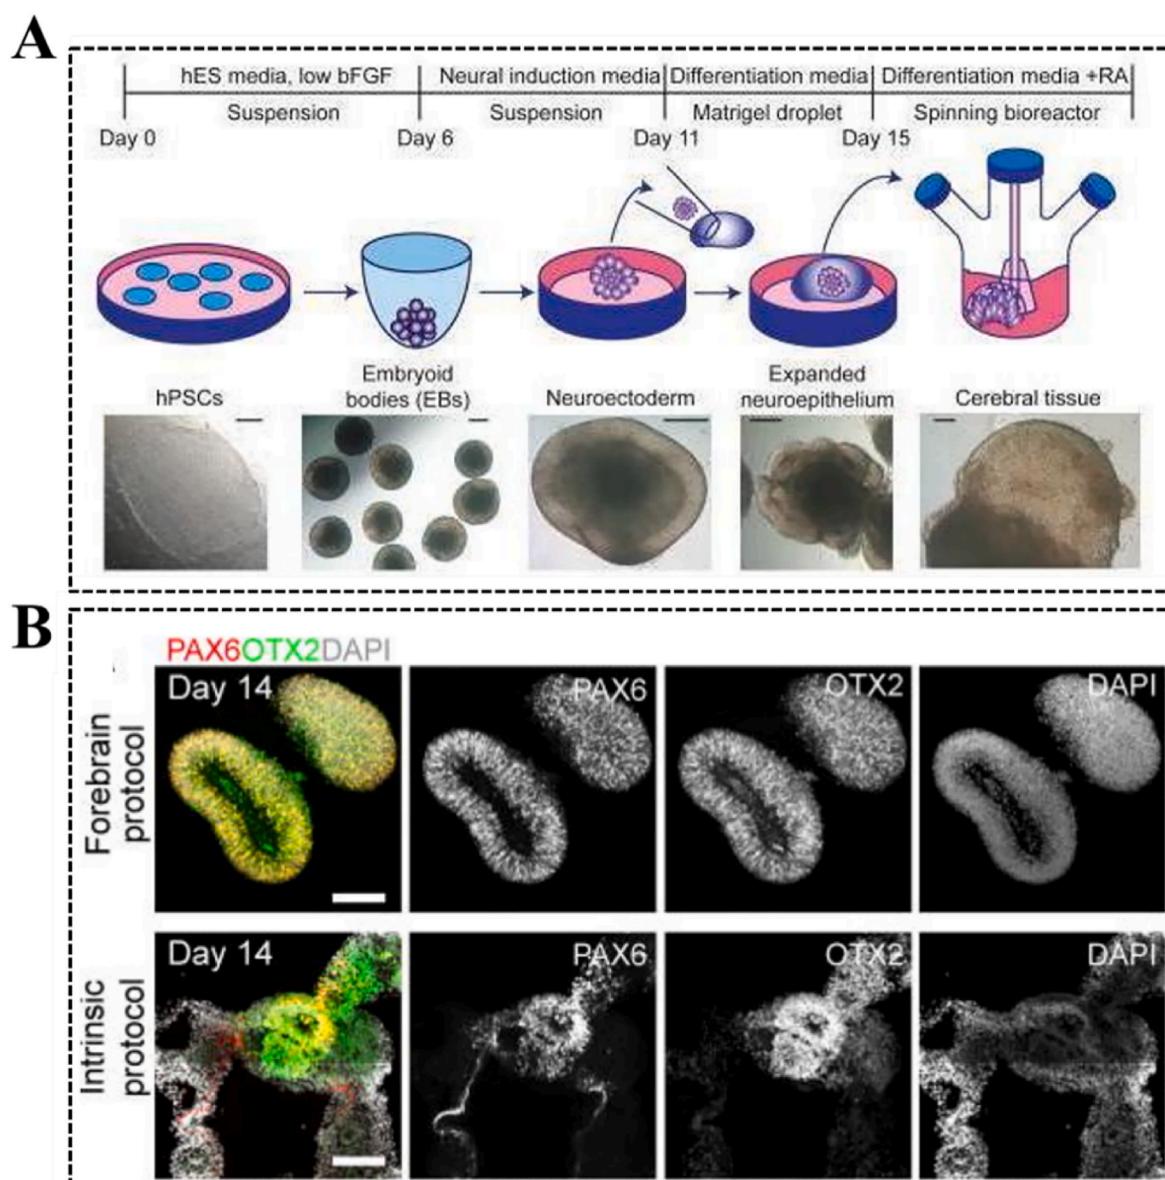 A
hES media, low bFGF Neural induction media Differentiation media Differentiation media +RA
Suspension Suspension Matrigel droplet Spinning bioreactor
Day 0 Day 6 Day 11 Day 15
hPSCs Embryoid bodies (EBs) Neuroectoderm Expanded neuroepithelium Cerebral tissue
B
PAX6OTX2DAPI
Forebrain protocol
Day 14 PAX6 OTX2 DAPI
Intrinsic protocol
Day 14 PAX6 OTX2 DAPI